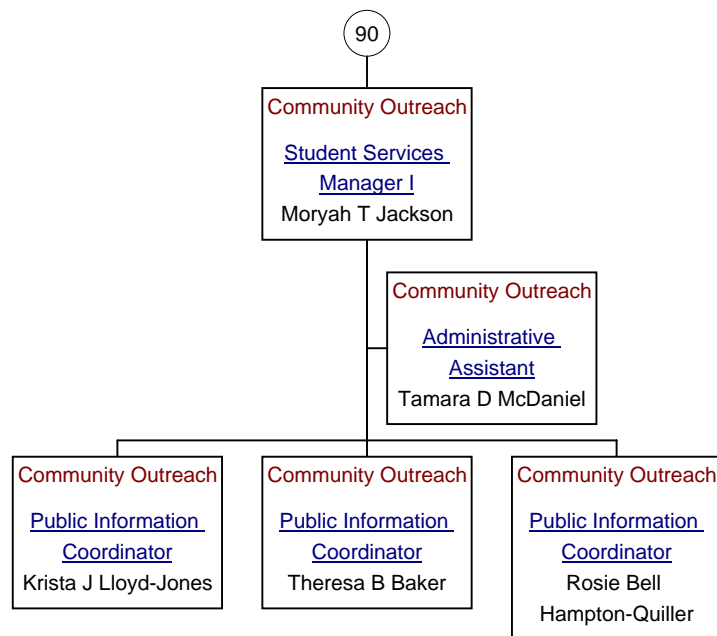 90
Community Outreach
Student Services
Manager I
Moryah T Jackson
Community Outreach
Administrative
Assistant
Tamara D McDaniel
Community Outreach
Public Information
Coordinator
Krista J Lloyd-Jones
Community Outreach
Public Information
Coordinator
Theresa B Baker
Community Outreach
Public Information
Coordinator
Rosie Bell
Hampton-Quiller